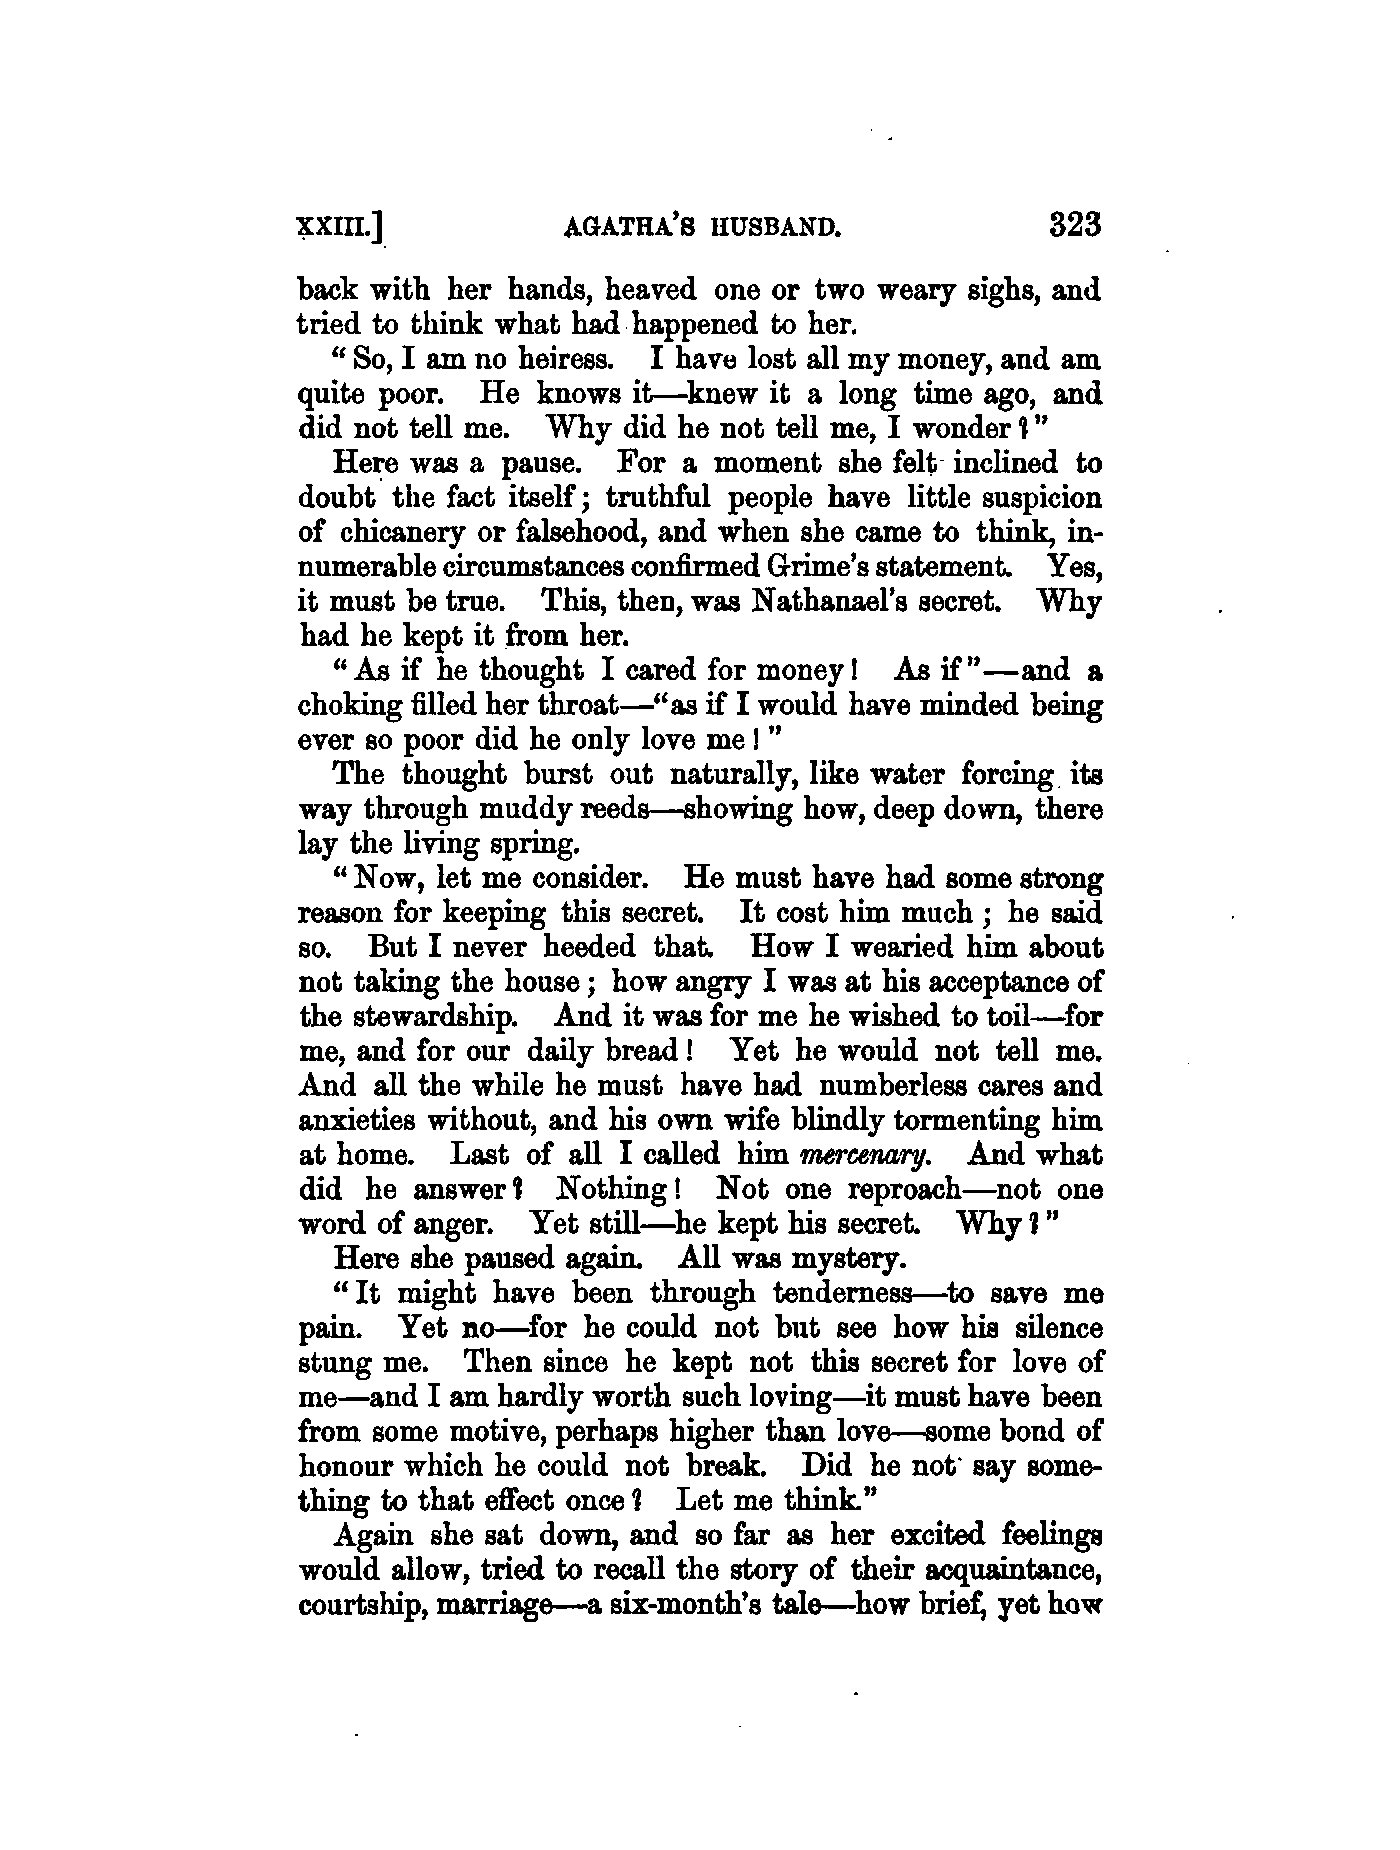 XXIII.] AGATHA'S HUSBAND. 323
back with her hands, heaved one or two weary sighs, and
tried to think what had happened to her.
"So, I am no heiress. I have lost all my money, and am
quite poor. He knows it—knew it a long time ago, and
did not tell me. Why did he not tell me, I wonder?"
Here was a pause. For a moment she felt inclined to
doubt the fact itself; truthful people have little suspicion
of chicanery or falsehood, and when she came to think, in-
numerable circumstances confirmed Grime's statement. Yes,
it must be true. This, then, was Nathanael's secret. Why
had he kept it from her.
"As if he thought I cared for money! As if"—and a
choking filled her throat—"as if I would have minded being
ever so poor did he only love me!"
The thought burst out naturally, like water forcing its
way through muddy reeds—showing how, deep down, there
lay the living spring.
"Now, let me consider. He must have had some strong
reason for keeping this secret. It cost him much; he said
so. But I never heeded that. How I wearied him about
not taking the house; how angry I was at his acceptance of
the stewardship. And it was for me he wished to toil—for
me, and for our daily bread! Yet he would not tell me.
And all the while he must have had numberless cares and
anxieties without, and his own wife blindly tormenting him
at home. Last of all I called him mercenary. And what
did he answer? Nothing! Not one reproach—not one
word of anger. Yet still—he kept his secret. Why?"
Here she paused again. All was mystery.
"It might have been through tenderness—to save me
pain. Yet no—for he could not but see how his silence
stung me. Then since he kept not this secret for love of
me—and I am hardly worth such loving—it must have been
from some motive, perhaps higher than love—some bond of
honour which he could not break. Did he not say some-
thing to that effect once? Let me think."
Again she sat down, and so far as her excited feelings
would allow, tried to recall the story of their acquaintance,
courtship, marriage—a six-month's tale—how brief, yet how